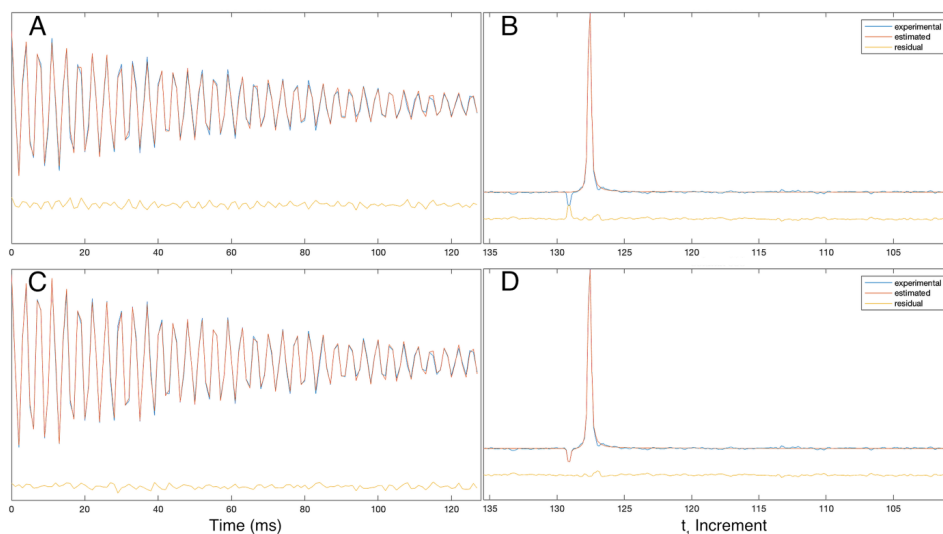 A
B
experimental
estimated
residual
0 20 40 60 80 100 120
135 130 125 120 115 110 105
C
D
experimental
estimated
residual
0 20 40 60 80 100 120
135 130 125 120 115 110 105
Time (ms)
t, Increment